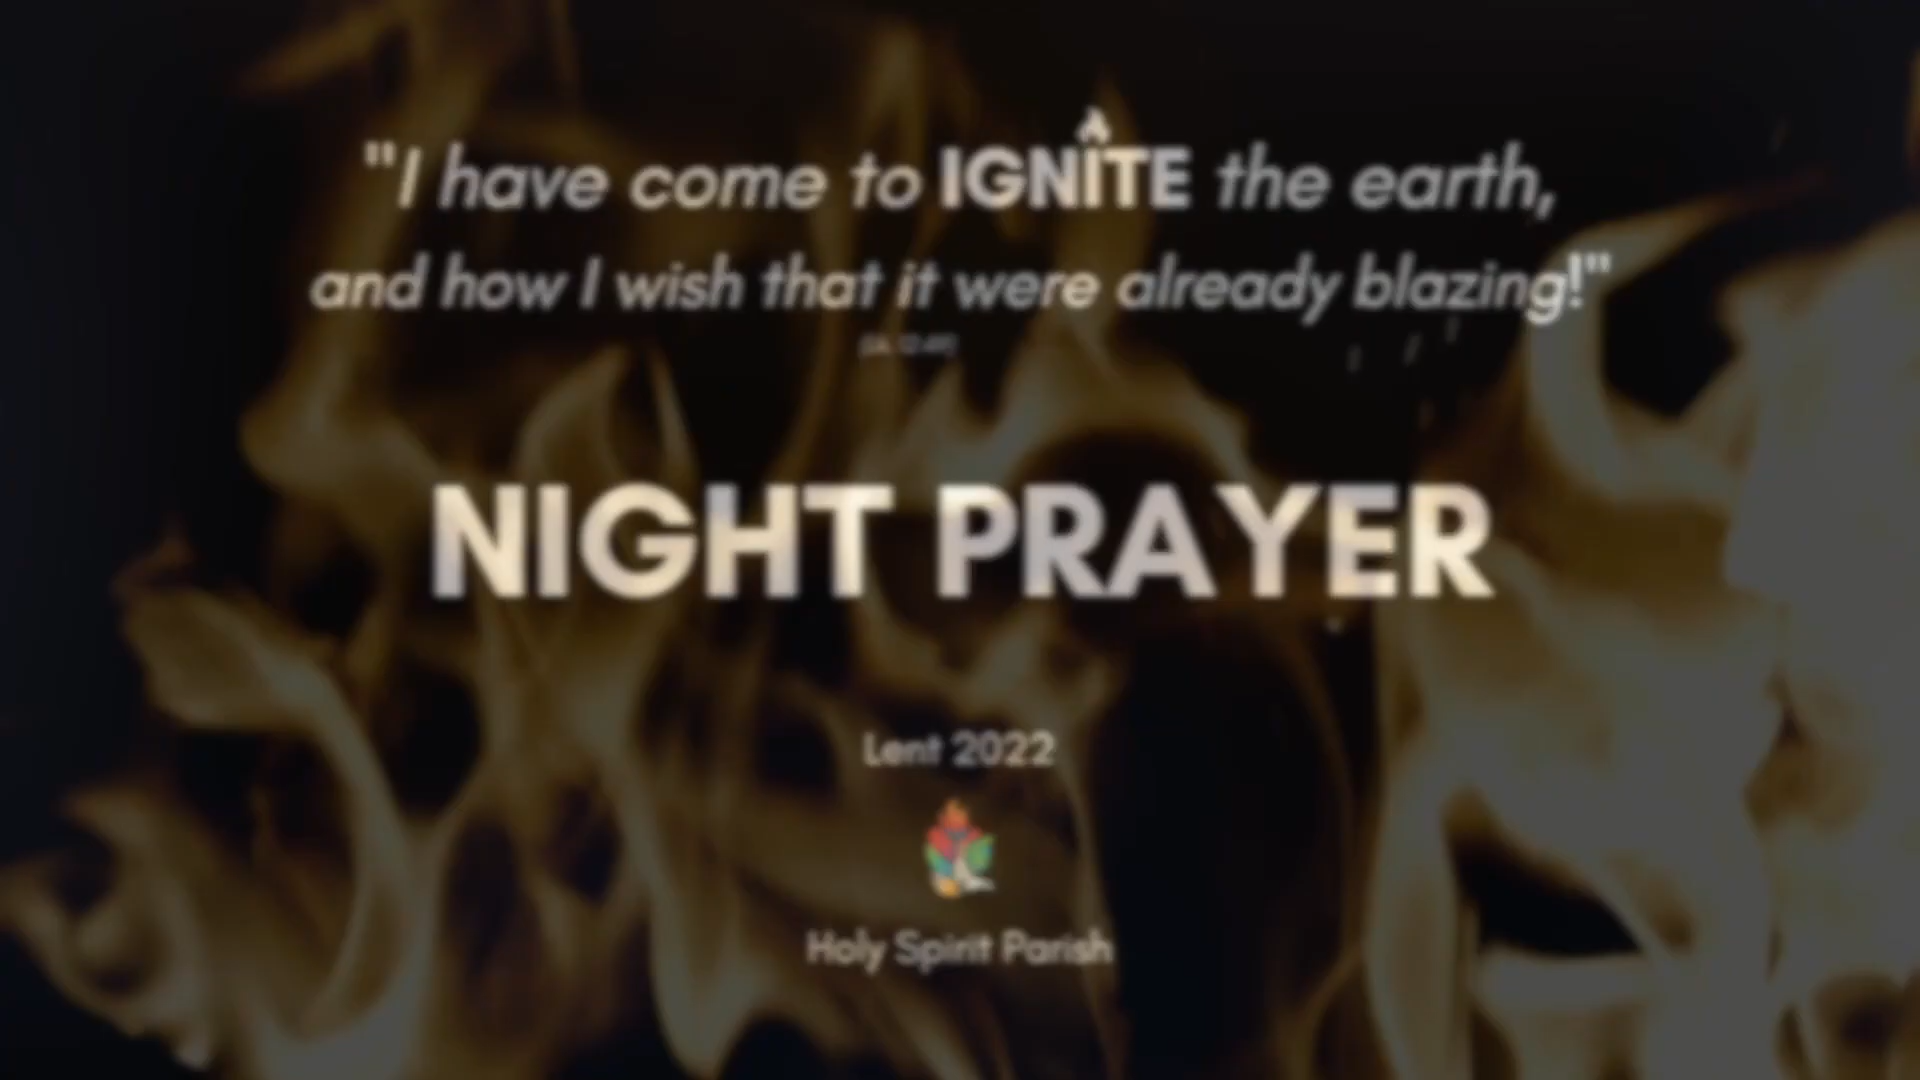 "I have come to IGNITE the earth,
and how I wish that it were already blazing!"
NIGHT PRAYER
Lent 2022
Holy Spirit Parish